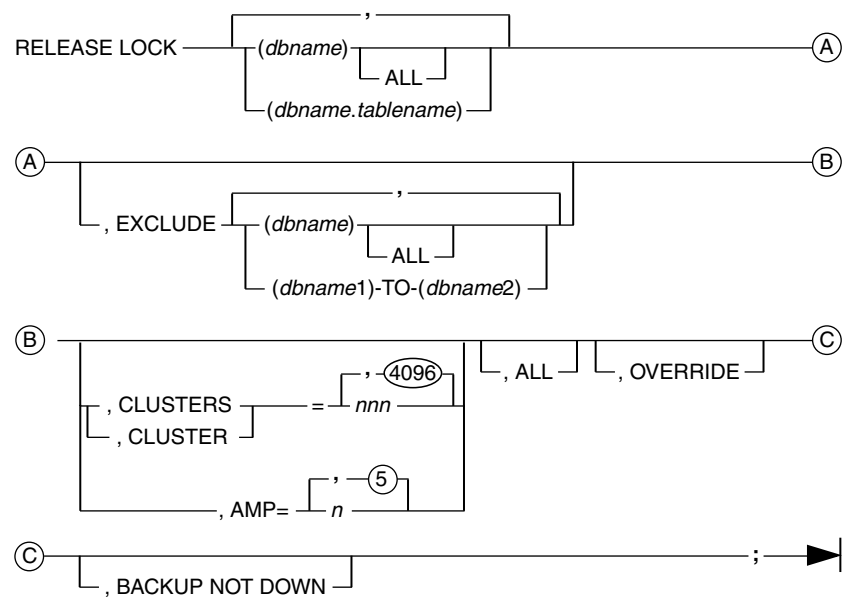 ,
RELEASE LOCK (dbname) A
ALL
(dbname.tablename)
A B
,
, EXCLUDE (dbname)
ALL
(dbname1)-TO-(dbname2)
B C
, ALL , OVERRIDE
, 4096
, CLUSTERS = nnn
, CLUSTER
, 5
, AMP= n
C ;
, BACKUP NOT DOWN